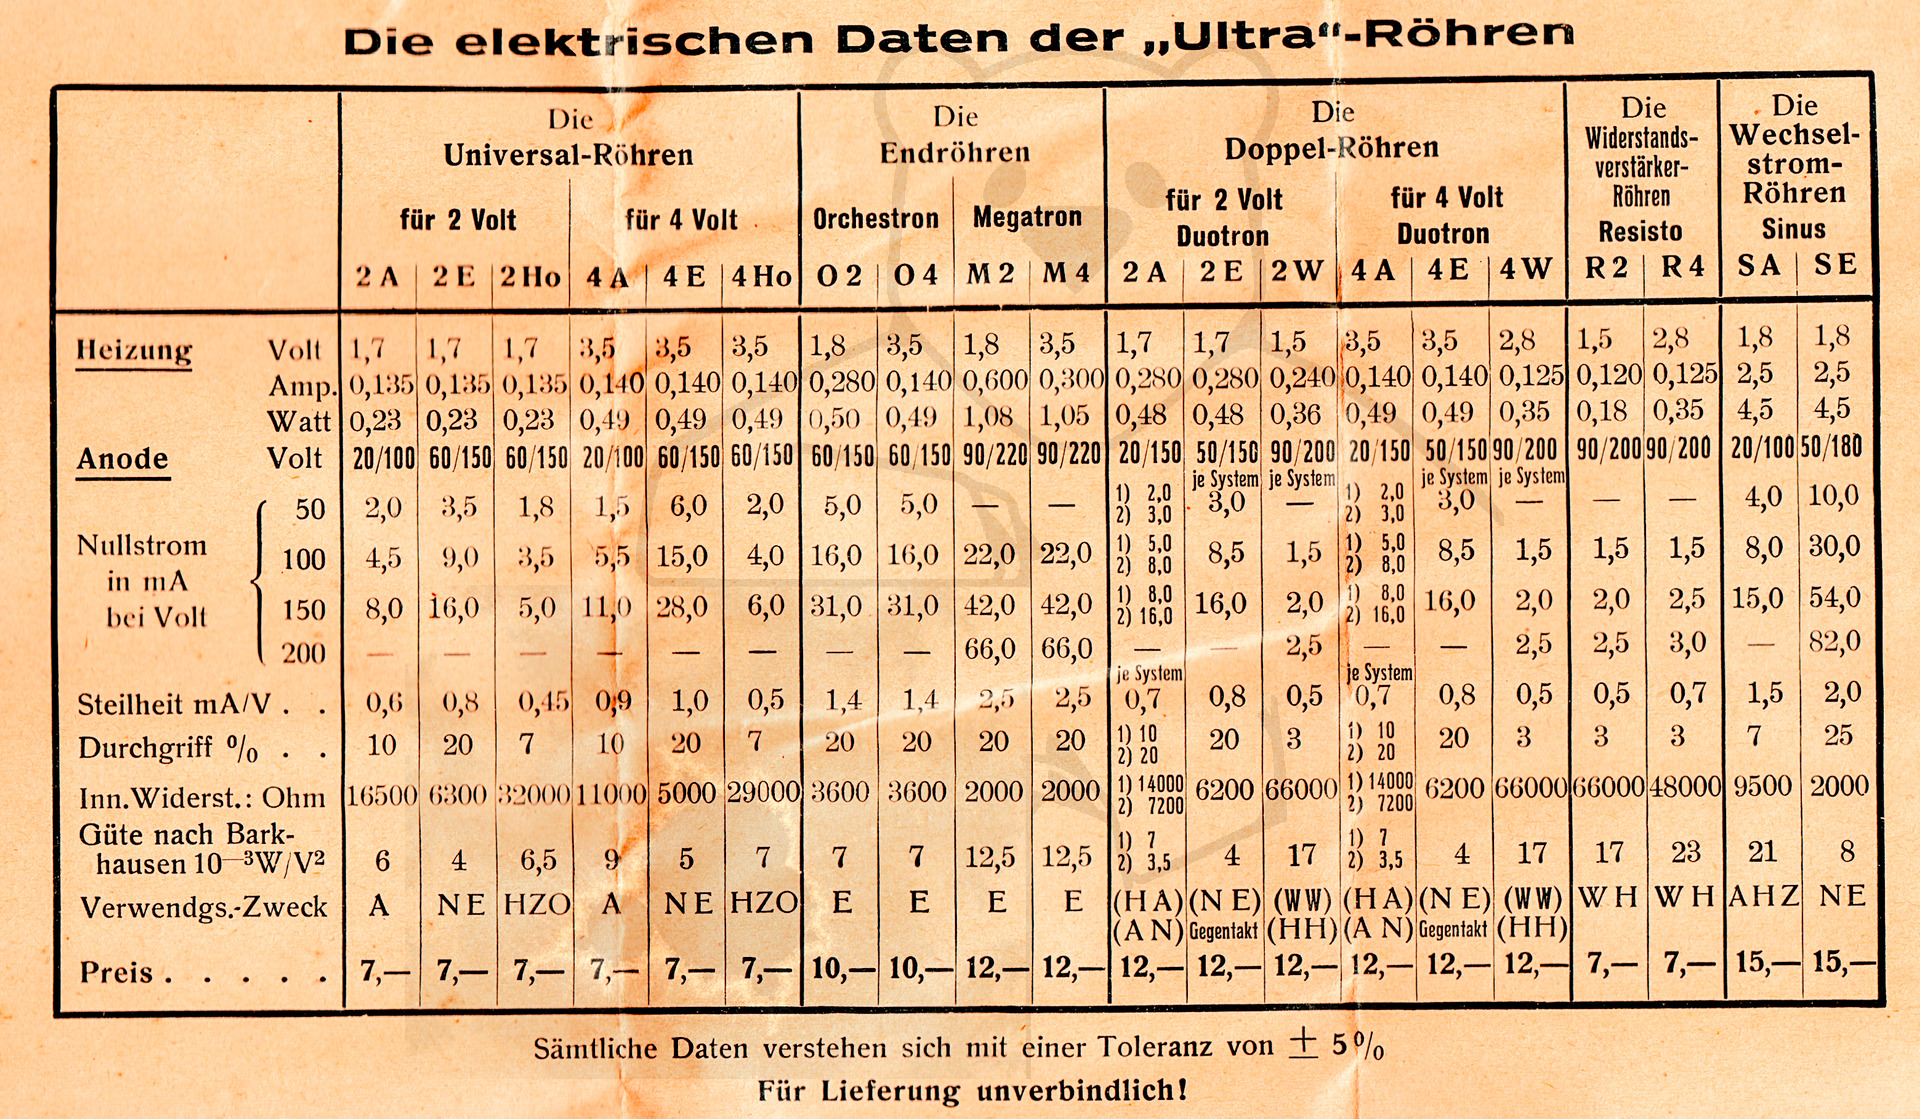 Die elektrischen Daten der „Ultra“-Röhren
Die Universal-Röhren
Die Endröhren
Die Doppel-Röhren
Die Widerstands-verstärker-Röhren
Die Wechsel-strom-Röhren
für 2 Volt für 4 Volt Orchestron Megatron für 2 Volt Duotron für 4 Volt Duotron Resisto Sinus
2 A 2 E 2 Ho 4 A 4 E 4 Ho O 2 O 4 M 2 M 4 2 A 2 E 2 W 4 A 4 E 4 W R 2 R 4 S A S E
Heizung Volt 1,7 1,7 1,7 3,5 3,5 3,5 1,8 3,5 1,8 3,5 1,7 1,7 1,5 3,5 3,5 2,8 1,5 2,8 1,8 1,8
Amp. 0,135 0,135 0,135 0,140 0,140 0,140 0,280 0,140 0,600 0,300 0,280 0,280 0,240 0,140 0,140 0,125 0,120 0,125 2,5 2,5
Watt 0,23 0,23 0,23 0,49 0,49 0,49 0,50 0,49 1,08 1,05 0,48 0,48 0,36 0,49 0,49 0,35 0,18 0,35 4,5 4,5
Anode Volt 20/100 60/150 60/150 20/100 60/150 60/150 60/150 60/150 90/220 90/220 20/150 50/150 90/200 20/150 50/150 90/200 90/200 90/200 20/100 50/180
je System je System je System je System
Nullstrom in mA bei Volt
50 2,0 3,5 1,8 1,5 6,0 2,0 5,0 5,0 — — 1) 2,0 2) 3,0 3,0 — 1) 2,0 2) 3,0 3,0 — — — 4,0 10,0
100 4,5 9,0 3,5 5,5 15,0 4,0 16,0 16,0 22,0 22,0 1) 5,0 2) 8,0 8,5 1,5 1) 5,0 2) 8,0 8,5 1,5 1,5 1,5 8,0 30,0
150 8,0 16,0 5,0 11,0 28,0 6,0 31,0 31,0 42,0 42,0 1) 8,0 2) 16,0 16,0 2,0 1) 8,0 2) 16,0 16,0 2,0 2,0 2,5 15,0 54,0
200 — — — — — — — — 66,0 66,0 — — 2,5 — — 2,5 2,5 3,0 — 82,0
je System je System
Steilheit mA/V . . 0,6 0,8 0,45 0,9 1,0 0,5 1,4 1,4 2,5 2,5 0,7 0,8 0,5 0,7 0,8 0,5 0,5 0,7 1,5 2,0
Durchgriff % . . 10 20 7 10 20 7 20 20 20 20 1) 10 2) 20 20 3 1) 10 2) 20 20 3 3 3 7 25
Inn.Widerst.: Ohm 16500 6300 32000 11000 5000 29000 3600 3600 2000 2000 1) 14000 2) 7200 6200 66000 1) 14000 2) 7200 6200 66000 66000 48000 9500 2000
Güte nach Bark-
hausen 10—3W/V2 6 4 6,5 9 5 7 7 7 12,5 12,5 1) 7 2) 3,5 4 17 1) 7 2) 3,5 4 17 17 23 21 8
Verwendgs.-Zweck A N E HZO A N E HZO E E E E (H A) (N E) (WW) (H A) (N E) (WW) W H W H A H Z N E
(A N) Gegentakt (HH) (A N) Gegentakt (HH)
Preis . . . . . 7,— 7,— 7,— 7,— 7,— 7,— 10,— 10,— 12,— 12,— 12,— 12,— 12,— 12,— 12,— 12,— 7,— 7,— 15,— 15,—
Sämtliche Daten verstehen sich mit einer Toleranz von ± 5%
Für Lieferung unverbindlich!